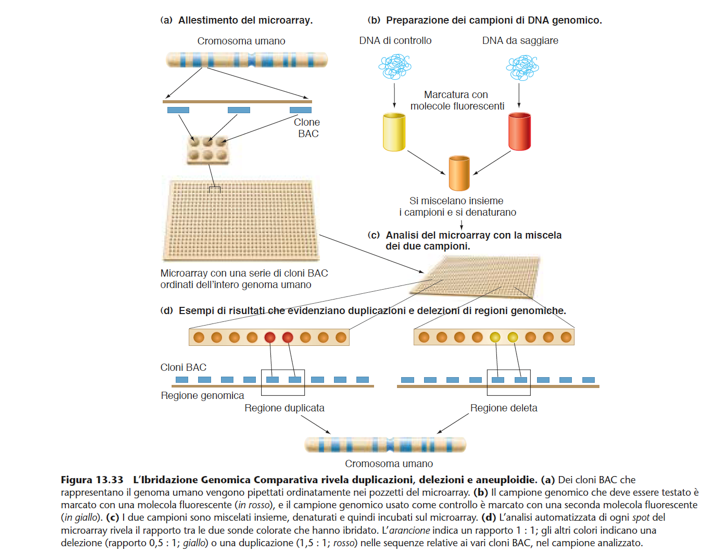 (a) Allestimento del microarray.
Cromosoma umano
Clone
BAC
Microarray con una serie di cloni BAC
ordinati dell'intero genoma umano
(b) Preparazione dei campioni di DNA genomico.
DNA di controllo
DNA da saggiare
Marcatura con
molecole fluorescenti
Si miscelano insieme
i campioni e si denaturano
(c) Analisi del microarray con la miscela
dei due campioni.
(d) Esempi di risultati che evidenziano duplicazioni e delezioni di regioni genomiche.
Cloni BAC
Regione genomica
Regione duplicata
Regione deleta
Cromosoma umano
Figura 13.33 L'Ibridazione Genomica Comparativa rivela duplicazioni, delezioni e aneuploidie. (a) Dei cloni BAC che
rappresentano il genoma umano vengono pipettati ordinatamente nei pozzetti del microarray. (b) Il campione genomico che deve essere testato è
marcato con una molecola fluorescente (in rosso), e il campione genomico usato come controllo è marcato con una seconda molecola fluorescente
(in giallo). (c) I due campioni sono miscelati insieme, denaturati e quindi incubati sul microarray. (d) L'analisi automatizzata di ogni spot del
microarray rivela il rapporto tra le due sonde colorate che hanno ibridato. L'arancione indica un rapporto 1 : 1; gli altri colori indicano una
delezione (rapporto 0,5 : 1; giallo) o una duplicazione (1,5 : 1; rosso) nelle sequenze relative ai vari cloni BAC, nel campione analizzato.